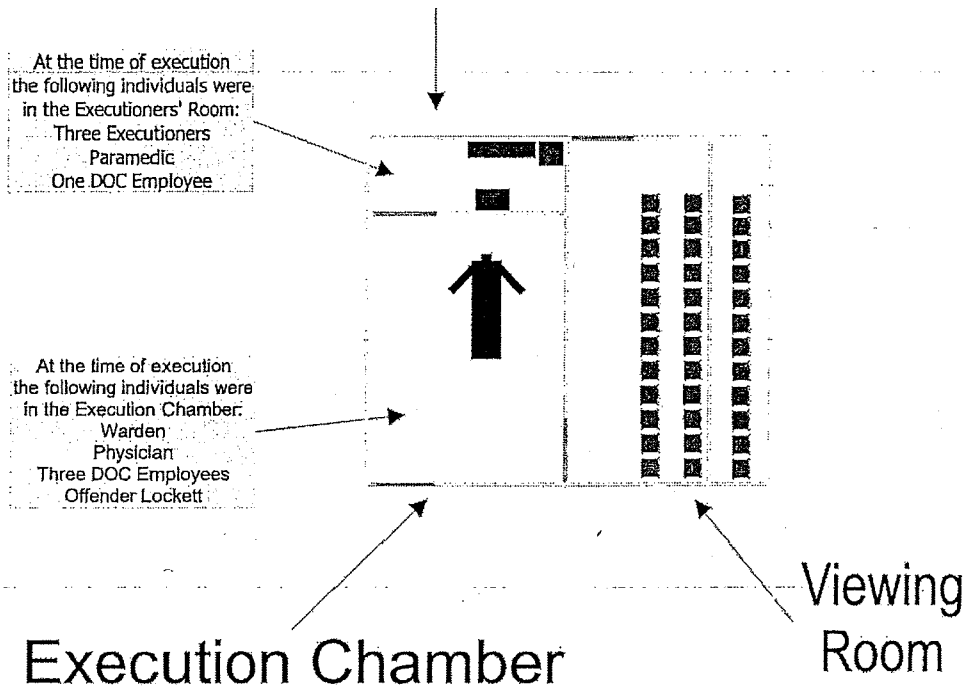 At the time of execution
the following individuals were
in the Executioners' Room:
Three Executioners
Paramedic
One DOC Employee
At the time of execution
the following individuals were
in the Execution Chamber:
Warden
Physician
Three DOC Employees
Offender Lockett
Viewing
Room
Execution Chamber